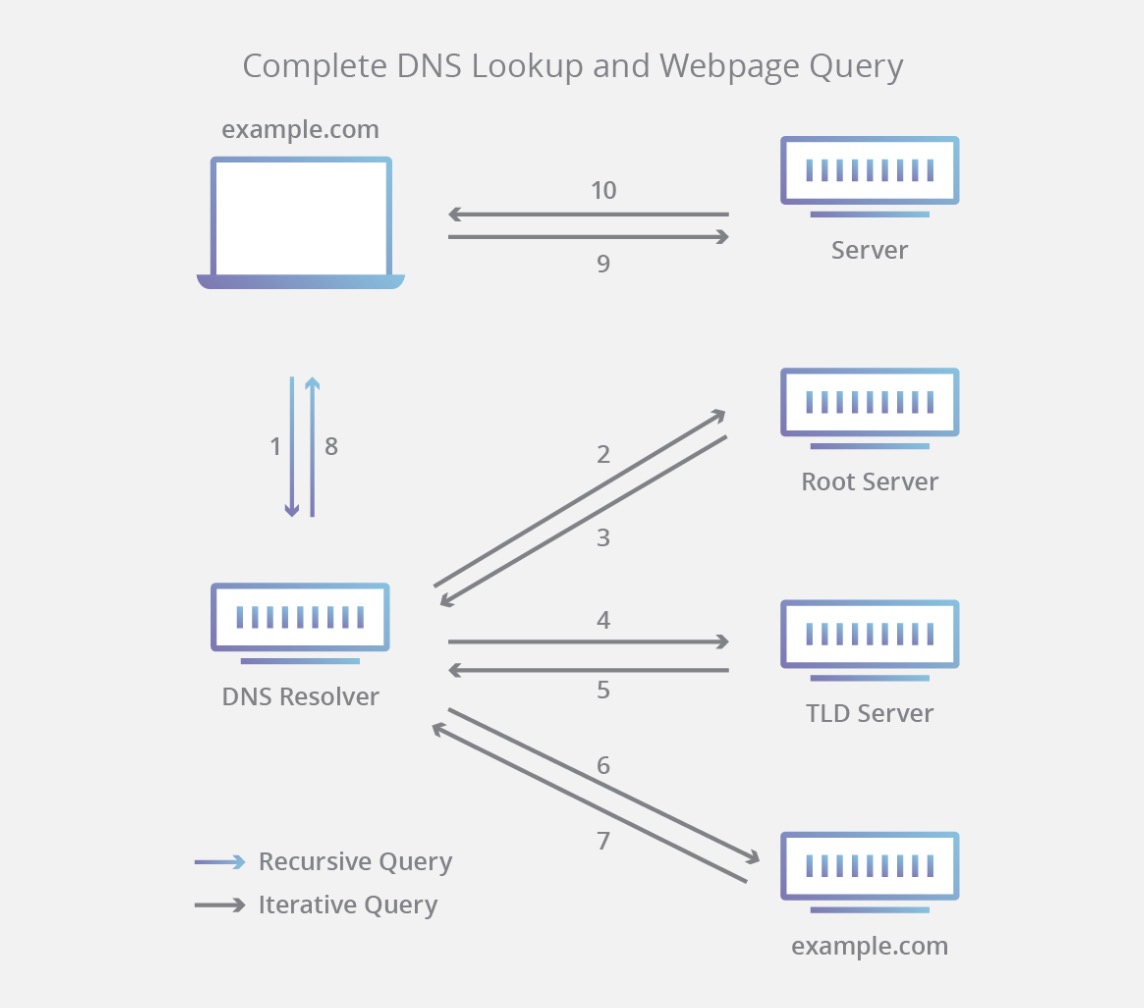 Complete DNS Lookup and Webpage Query
example.com
10
9
Server
1
8
2
3
Root Server
4
5
TLD Server
DNS Resolver
6
7
Recursive Query
Iterative Query
example.com